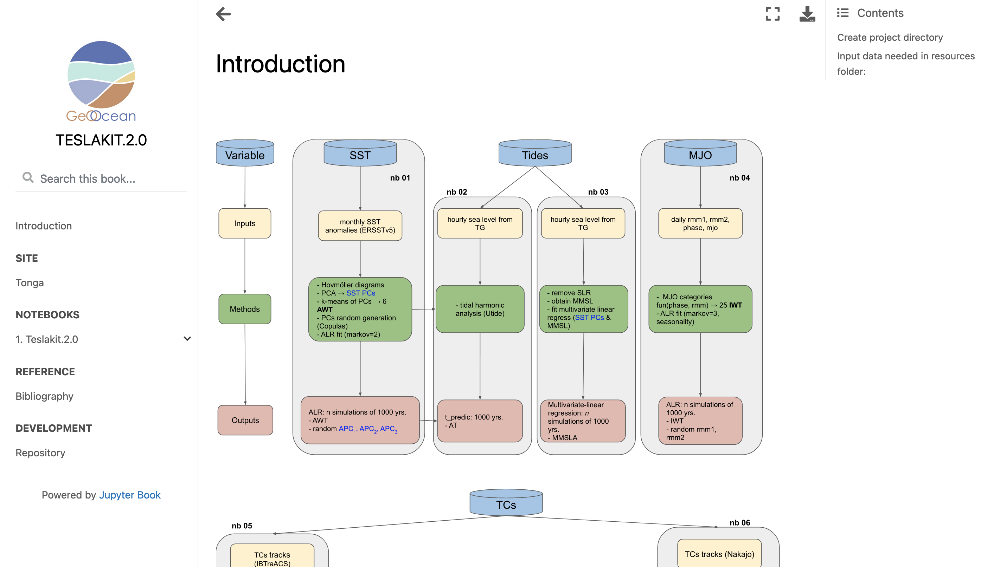 GeoOcean
TESLAKIT.2.0
Search this book...
Introduction
SITE
Tonga
NOTEBOOKS
1. Teslakit.2.0
REFERENCE
Bibliography
DEVELOPMENT
Repository
Powered by Jupyter Book
Introduction
Variable
Inputs
Methods
Outputs
SST
nb 01
monthly SST
anomalies (ERSSTv5)
- Hovmöller diagrams
- PCA → SST PCs
- k-means of PCs → 6
AWT
- PCs random generation
(Copulas)
- ALR fit (markov=2)
ALR: n simulations of 1000 yrs.
- AWT
- random APC1, APC2, APC3
Tides
nb 02
hourly sea level from
TG
- tidal harmonic
analysis (Utide)
t_predic: 1000 yrs.
- AT
nb 03
hourly sea level from
TG
- remove SLR
- obtain MMSL
- fit multivariate linear
regress (SST PCs &
MMSL)
Multivariate-linear
regression: n
simulations of 1000
yrs.
- MMSLA
MJO
nb 04
daily rmm1, rmm2,
phase, mjo
- MJO categories
fun(phase, rmm) → 25 IWT
- ALR fit (markov=3,
seasonality)
ALR: n simulations of
1000 yrs.
- IWT
- random rmm1,
rmm2
TCs
nb 05
TCs tracks
(IBTraACS)
nb 06
TCs tracks (Nakajo)
Contents
Create project directory
Input data needed in resources
folder: